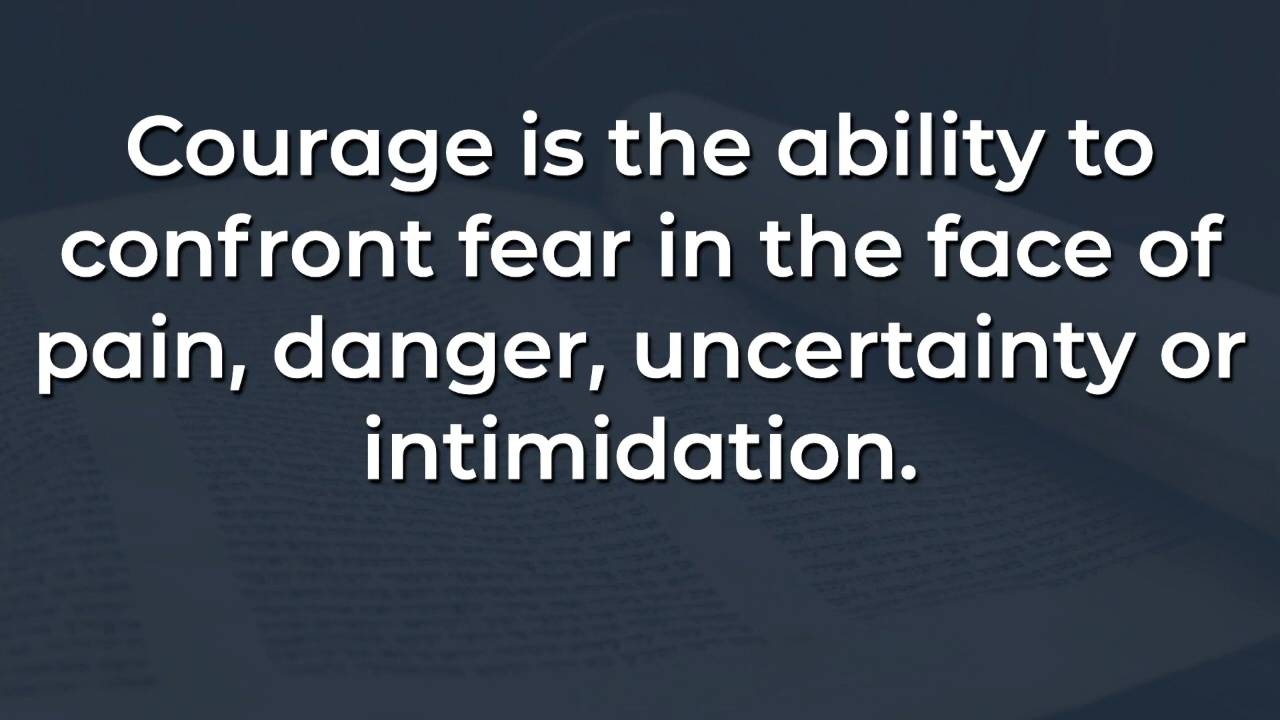 Courage is the ability to
confront fear in the face of
pain, danger, uncertainty or
intimidation.